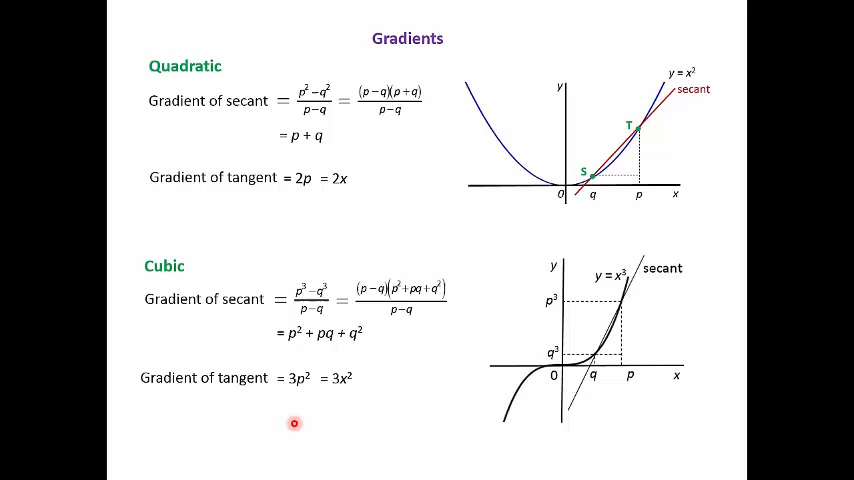 Gradients
Quadratic
Gradient of secant = (p² – q²)/(p – q) = (p – q)(p + q)/(p – q)
= p + q
Gradient of tangent = 2p = 2x
y
y = x²
secant
T
S
0 q p x
Cubic
Gradient of secant = (p³ – q³)/(p – q) = (p – q)(p² + pq + q²)/(p – q)
= p² + pq + q²
Gradient of tangent = 3p² = 3x²
y
y = x³
secant
p³
q³
0 q p x